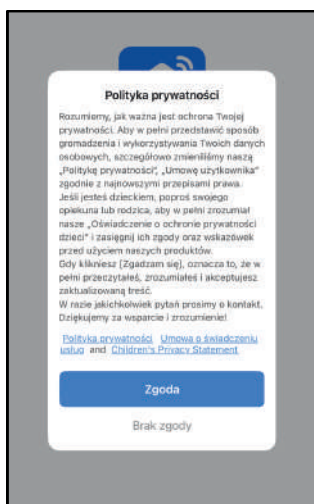 Polityka prywatności
Rozumiemy, jak ważna jest ochrona Twojej
prywatności. Aby w pełni przedstawić sposób
gromadzenia i wykorzystywania Twoich danych
osobowych, szczegółowo zmieniliśmy naszą
„Politykę prywatności”, „Umowę użytkownika”
zgodnie z najnowszymi przepisami prawa.
Jeśli jesteś dzieckiem, poproś swojego
opiekuna lub rodzica, aby w pełni zrozumiał
nasze „Oświadczenie o ochronie prywatności
dzieci” i zasięgnij ich zgody oraz wskazówek
przed użyciem naszych produktów.
Gdy klikniesz [Zgadzam się], oznacza to, że w
pełni przeczytałeś, zrozumiałeś i akceptujesz
zaktualizowaną treść.
W razie jakichkolwiek pytań prosimy o kontakt.
Dziękujemy za wsparcie i zrozumienie!
Polityka prywatności Umowa o świadczeniu
usług and Children's Privacy Statement
Zgoda
Brak zgody